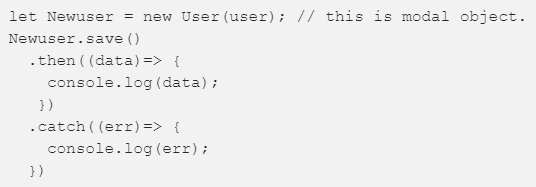 let Newuser = new User(user); // this is modal object.
Newuser.save()
  .then((data)=> {
    console.log(data);
   })
  .catch((err)=> {
    console.log(err);
  })